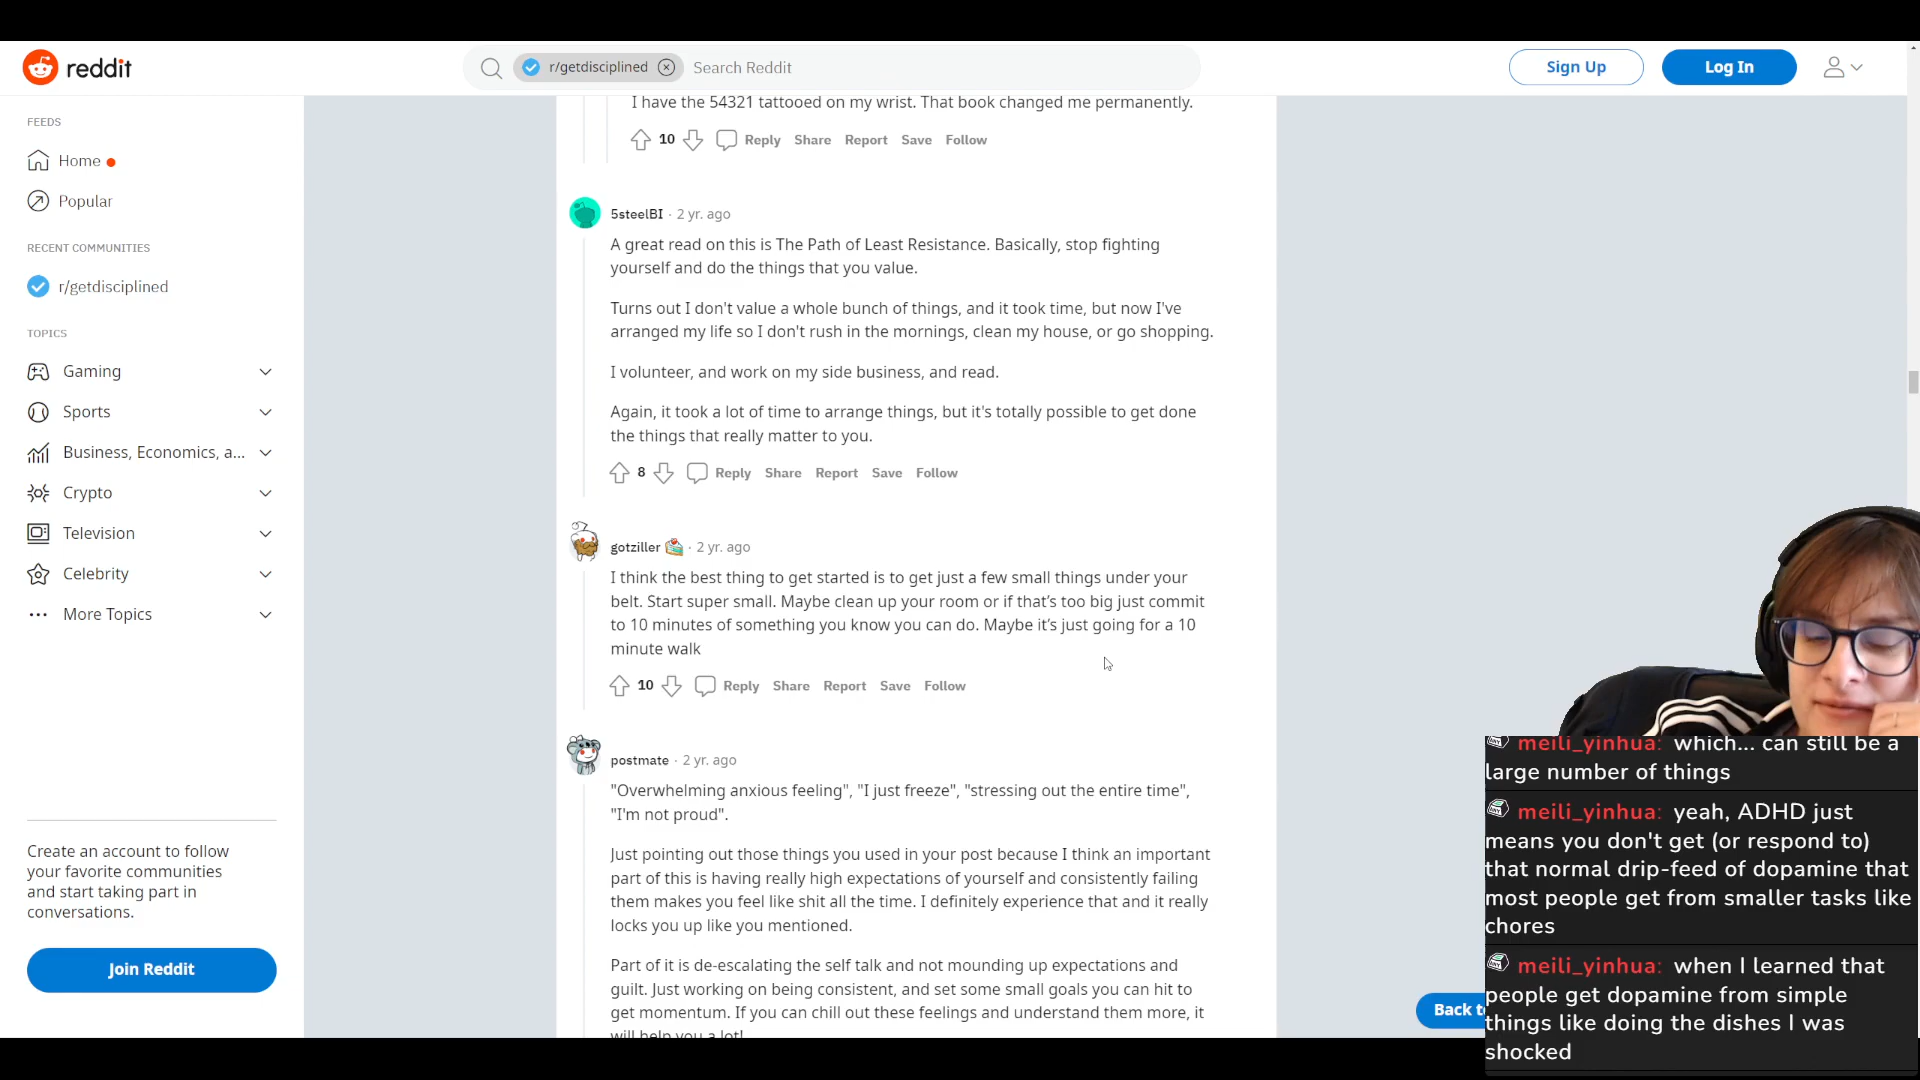 reddit
r/getdisciplined
Search Reddit
Sign Up
Log In
FEEDS
Home
Popular
RECENT COMMUNITIES
r/getdisciplined
TOPICS
Gaming
Sports
Business, Economics, a...
Crypto
Television
Celebrity
More Topics
Create an account to follow
your favorite communities
and start taking part in
conversations.
Join Reddit
I have the 54321 tattooed on my wrist. That book changed me permanently.
10 Reply Share Report Save Follow
5steelBI · 2 yr. ago
A great read on this is The Path of Least Resistance. Basically, stop fighting
yourself and do the things that you value.
Turns out I don't value a whole bunch of things, and it took time, but now I've
arranged my life so I don't rush in the mornings, clean my house, or go shopping.
I volunteer, and work on my side business, and read.
Again, it took a lot of time to arrange things, but it's totally possible to get done
the things that really matter to you.
8 Reply Share Report Save Follow
gotziller · 2 yr. ago
I think the best thing to get started is to get just a few small things under your
belt. Start super small. Maybe clean up your room or if that’s too big just commit
to 10 minutes of something you know you can do. Maybe it’s just going for a 10
minute walk
10 Reply Share Report Save Follow
postmate · 2 yr. ago
"Overwhelming anxious feeling", "I just freeze", "stressing out the entire time",
"I'm not proud".
Just pointing out those things you used in your post because I think an important
part of this is having really high expectations of yourself and consistently failing
them makes you feel like shit all the time. I definitely experience that and it really
locks you up like you mentioned.
Part of it is de-escalating the self talk and not mounding up expectations and
guilt. Just working on being consistent, and set some small goals you can hit to
get momentum. If you can chill out these feelings and understand them more, it
will help you a lot!
Back t
meili_yinhua: which... can still be a
large number of things
meili_yinhua: yeah, ADHD just
means you don't get (or respond to)
that normal drip-feed of dopamine that
most people get from smaller tasks like
chores
meili_yinhua: when I learned that
people get dopamine from simple
things like doing the dishes I was
shocked